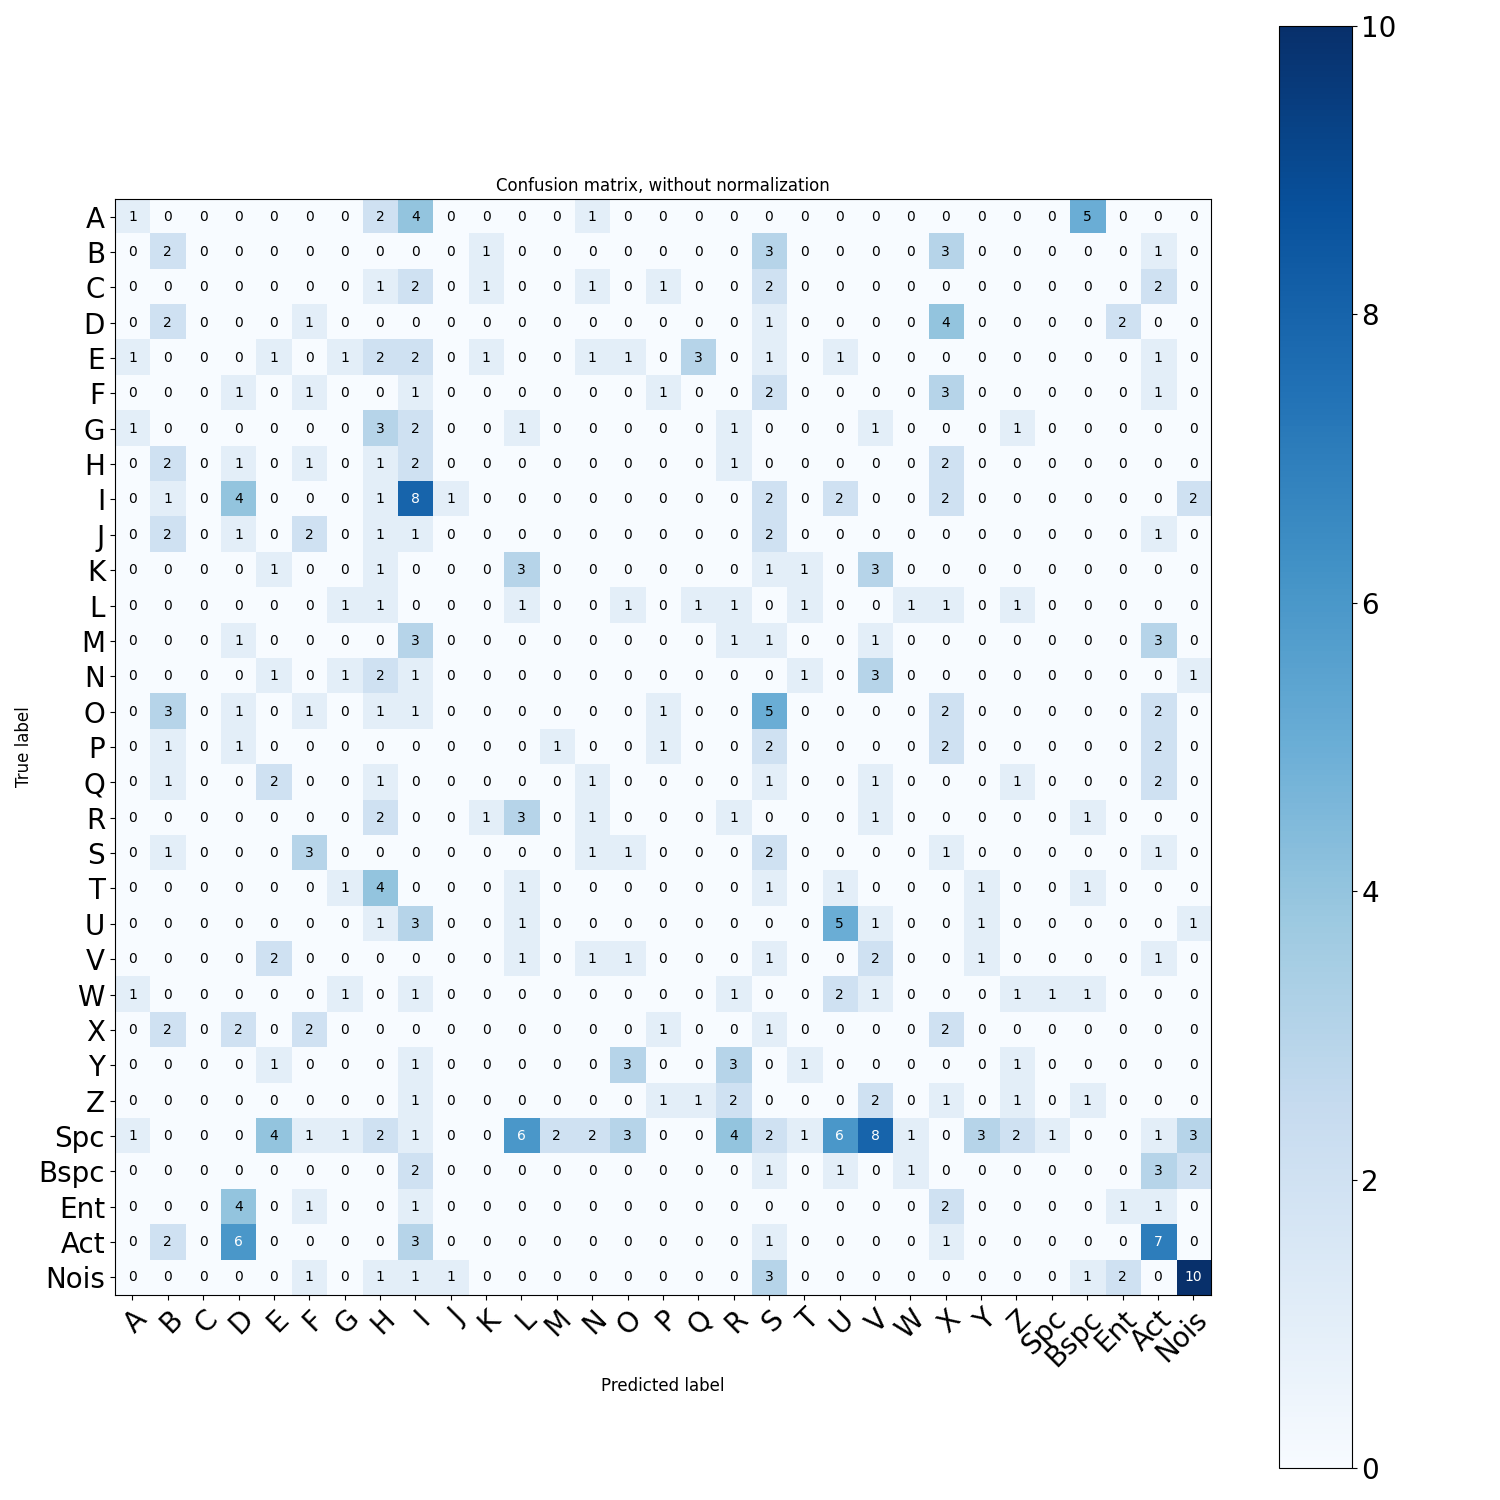 Confusion matrix, without normalization
A 1 0 0 0 0 0 0 2 4 0 0 0 0 1 0 0 0 0 0 0 0 0 0 0 0 0 0 5 0 0 0
B 0 2 0 0 0 0 0 0 0 0 1 0 0 0 0 0 0 0 3 0 0 0 0 3 0 0 0 0 0 1 0
C 0 0 0 0 0 0 0 1 2 0 1 0 0 1 0 1 0 0 2 0 0 0 0 0 0 0 0 0 0 2 0
D 0 2 0 0 0 1 0 0 0 0 0 0 0 0 0 0 0 0 1 0 0 0 0 4 0 0 0 0 2 0 0
E 1 0 0 0 1 0 1 2 2 0 1 0 0 1 1 0 3 0 1 0 1 0 0 0 0 0 0 0 0 1 0
F 0 0 0 1 0 1 0 0 1 0 0 0 0 0 0 1 0 0 2 0 0 0 0 3 0 0 0 0 0 1 0
G 1 0 0 0 0 0 0 3 2 0 0 1 0 0 0 0 0 1 0 0 0 1 0 0 0 1 0 0 0 0 0
H 0 2 0 1 0 1 0 1 2 0 0 0 0 0 0 0 0 1 0 0 0 0 0 2 0 0 0 0 0 0 0
I 0 1 0 4 0 0 0 1 8 1 0 0 0 0 0 0 0 0 2 0 2 0 0 2 0 0 0 0 0 0 2
J 0 2 0 1 0 2 0 1 1 0 0 0 0 0 0 0 0 0 2 0 0 0 0 0 0 0 0 0 0 1 0
K 0 0 0 0 1 0 0 1 0 0 0 3 0 0 0 0 0 0 1 1 0 3 0 0 0 0 0 0 0 0 0
L 0 0 0 0 0 0 1 1 0 0 0 1 0 0 1 0 1 1 0 1 0 0 1 1 0 1 0 0 0 0 0
M 0 0 0 1 0 0 0 0 3 0 0 0 0 0 0 0 0 1 1 0 0 1 0 0 0 0 0 0 0 3 0
N 0 0 0 0 1 0 1 2 1 0 0 0 0 0 0 0 0 0 0 1 0 3 0 0 0 0 0 0 0 0 1
O 0 3 0 1 0 1 0 1 1 0 0 0 0 0 0 1 0 0 5 0 0 0 0 2 0 0 0 0 0 2 0
P 0 1 0 1 0 0 0 0 0 0 0 0 1 0 0 1 0 0 2 0 0 0 0 2 0 0 0 0 0 2 0
Q 0 1 0 0 2 0 0 1 0 0 0 0 0 1 0 0 0 0 1 0 0 1 0 0 0 1 0 0 0 2 0
R 0 0 0 0 0 0 0 2 0 0 1 3 0 1 0 0 0 1 0 0 0 1 0 0 0 0 0 1 0 0 0
S 0 1 0 0 0 3 0 0 0 0 0 0 0 1 1 0 0 0 2 0 0 0 0 1 0 0 0 0 0 1 0
T 0 0 0 0 0 0 1 4 0 0 0 1 0 0 0 0 0 0 1 0 1 0 0 0 1 0 0 1 0 0 0
U 0 0 0 0 0 0 0 1 3 0 0 1 0 0 0 0 0 0 0 0 5 1 0 0 1 0 0 0 0 0 1
V 0 0 0 0 2 0 0 0 0 0 0 1 0 1 1 0 0 0 1 0 0 2 0 0 1 0 0 0 0 1 0
W 1 0 0 0 0 0 1 0 1 0 0 0 0 0 0 0 0 1 0 0 2 1 0 0 0 1 1 1 0 0 0
X 0 2 0 2 0 2 0 0 0 0 0 0 0 0 0 1 0 0 1 0 0 0 0 2 0 0 0 0 0 0 0
Y 0 0 0 0 1 0 0 0 1 0 0 0 0 0 3 0 0 3 0 1 0 0 0 0 0 1 0 0 0 0 0
Z 0 0 0 0 0 0 0 0 1 0 0 0 0 0 0 1 1 2 0 0 0 2 0 1 0 1 0 1 0 0 0
Spc 1 0 0 0 4 1 1 2 1 0 0 6 2 2 3 0 0 4 2 1 6 8 1 0 3 2 1 0 0 1 3
Bspc 0 0 0 0 0 0 0 0 2 0 0 0 0 0 0 0 0 0 1 0 1 0 1 0 0 0 0 0 0 3 2
Ent 0 0 0 4 0 1 0 0 1 0 0 0 0 0 0 0 0 0 0 0 0 0 0 2 0 0 0 0 1 1 0
Act 0 2 0 6 0 0 0 0 3 0 0 0 0 0 0 0 0 0 1 0 0 0 0 1 0 0 0 0 0 7 0
Nois 0 0 0 0 0 1 0 1 1 1 0 0 0 0 0 0 0 0 3 0 0 0 0 0 0 0 0 1 2 0 10
A B C D E F G H I J K L M N O P Q R S T U V W X Y Z Spc Bspc Ent Act Nois
Predicted label
True label
10
8
6
4
2
0